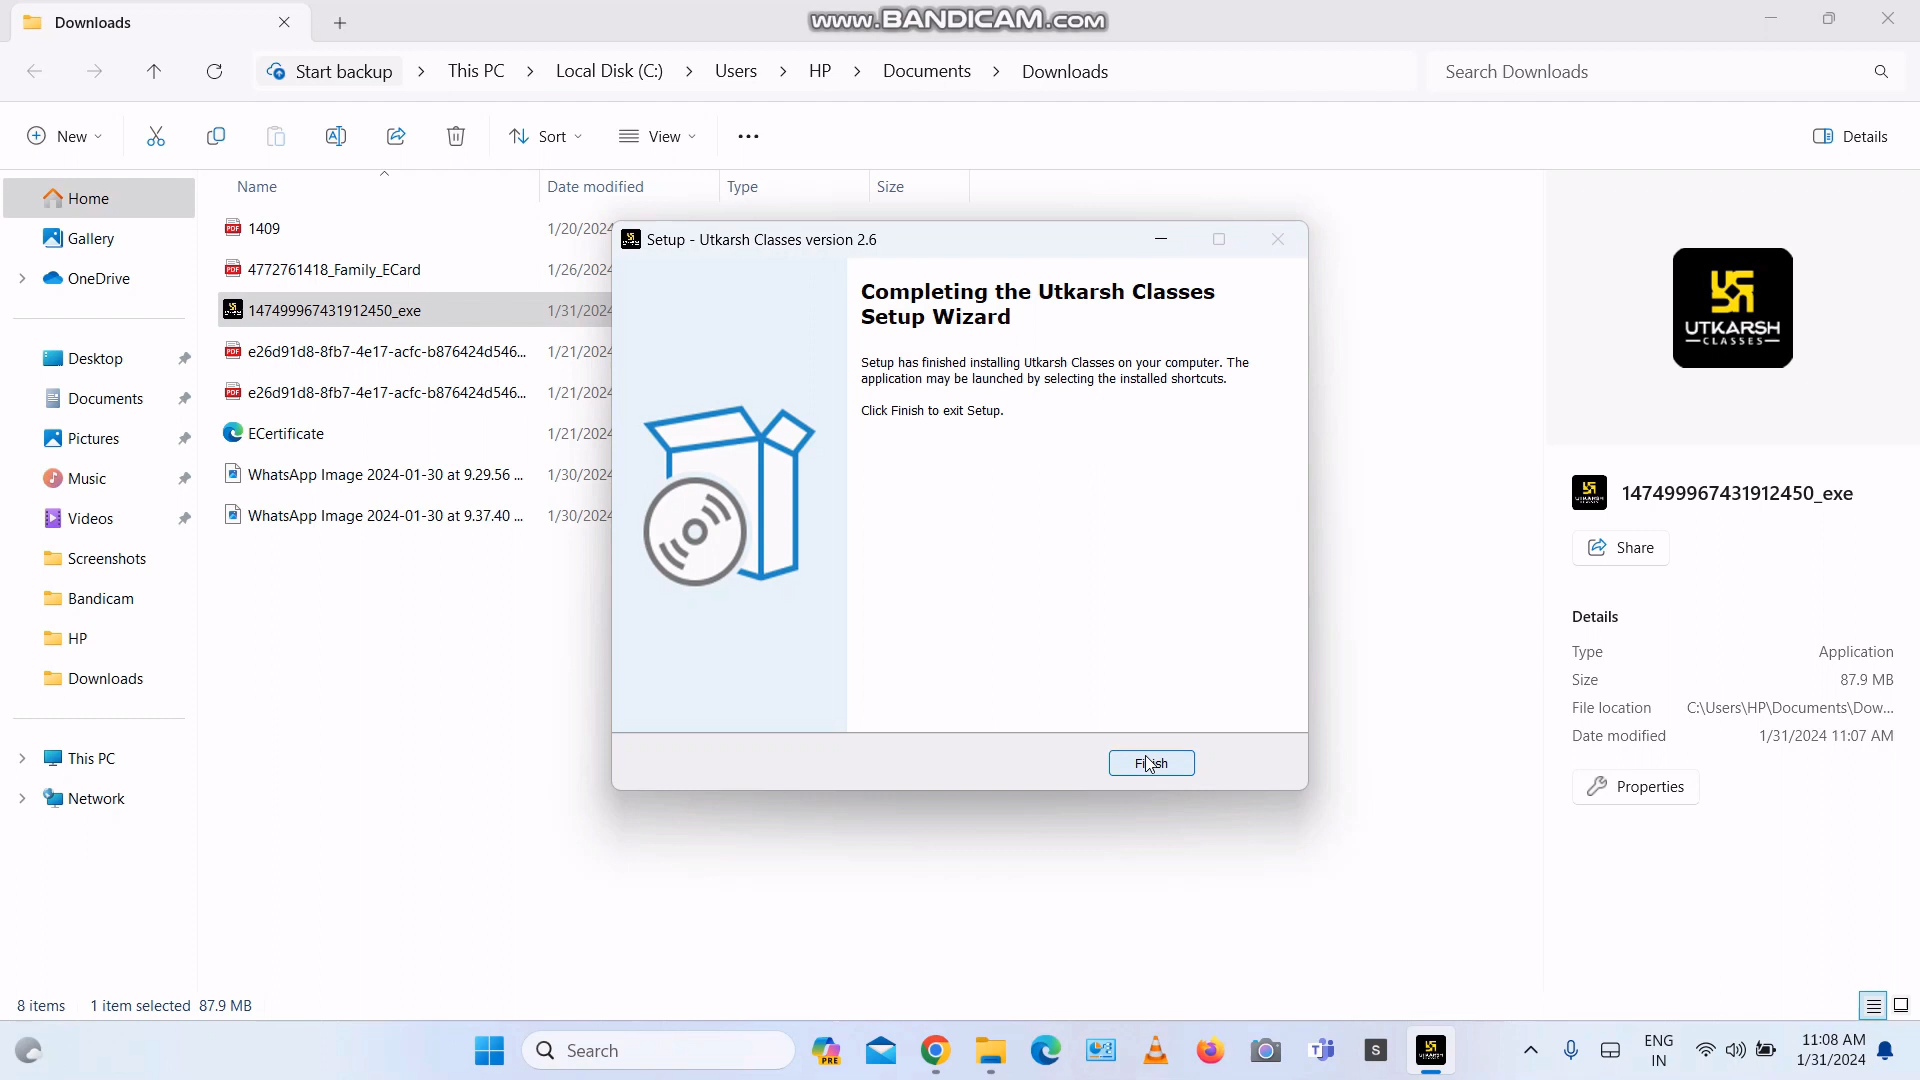 Downloads
www.BANDICAM.com
Start backup
This PC
Local Disk (C:)
Users
HP
Documents
Downloads
Search Downloads
New
Sort
View
Details
Home
Gallery
OneDrive
Desktop
Documents
Pictures
Music
Videos
Screenshots
Bandicam
HP
Downloads
This PC
Network
Name
Date modified
Type
Size
1409
1/20/2024
4772761418_Family_ECard
1/26/2024
147499967431912450_exe
1/31/2024
e26d91d8-8fb7-4e17-acfc-b876424d546...
1/21/2024
e26d91d8-8fb7-4e17-acfc-b876424d546...
1/21/2024
ECertificate
1/21/2024
WhatsApp Image 2024-01-30 at 9.29.56 ...
1/30/2024
WhatsApp Image 2024-01-30 at 9.37.40 ...
1/30/2024
Setup - Utkarsh Classes version 2.6
Completing the Utkarsh Classes
Setup Wizard
Setup has finished installing Utkarsh Classes on your computer. The
application may be launched by selecting the installed shortcuts.
Click Finish to exit Setup.
Finish
UTKARSH
CLASSES
147499967431912450_exe
Share
Details
Type Application
Size 87.9 MB
File location C:\Users\HP\Documents\Dow...
Date modified 1/31/2024 11:07 AM
Properties
8 items
1 item selected 87.9 MB
Search
PRE
S
ENG
IN
11:08 AM
1/31/2024